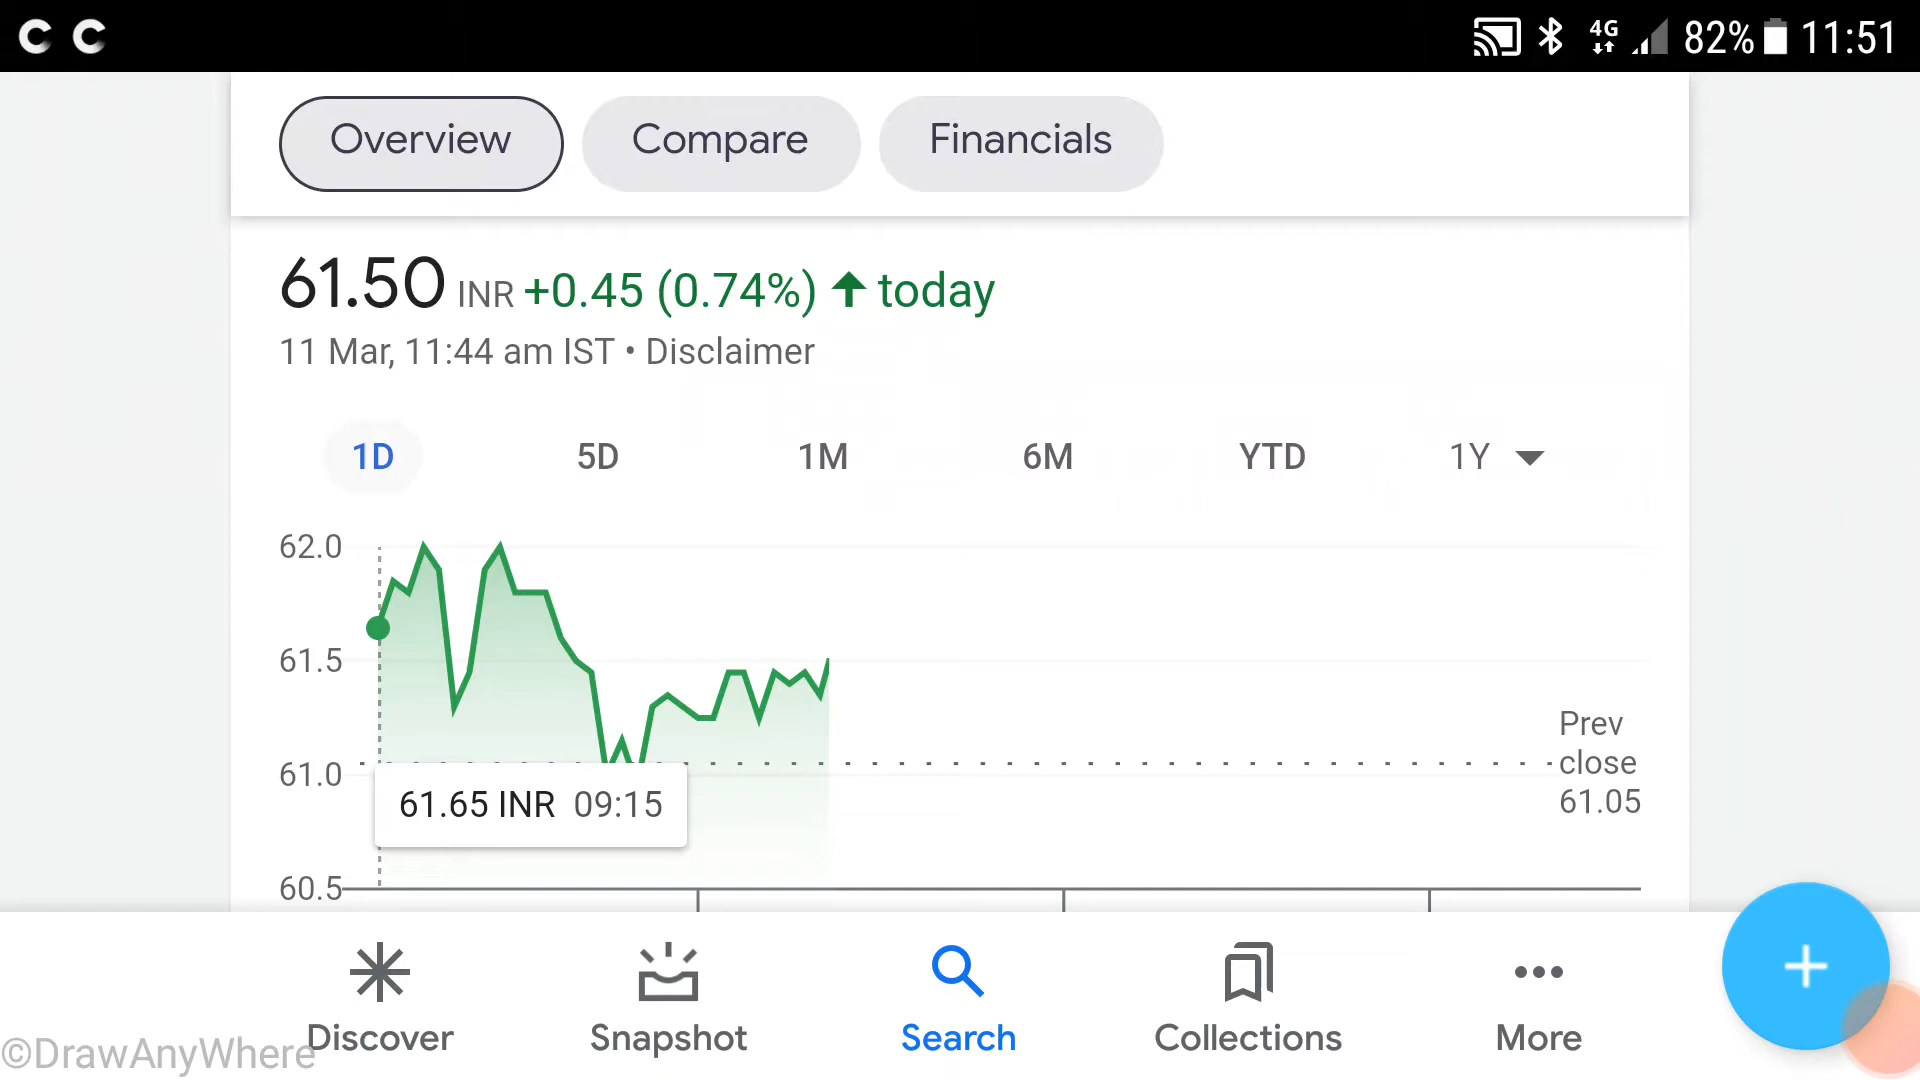 4G 82% 11:51
Overview Compare Financials
61.50 INR +0.45 (0.74%) today
11 Mar, 11:44 am IST • Disclaimer
1D 5D 1M 6M YTD 1Y
62.0
61.5
61.0
60.5
Prev
close
61.05
61.65 INR 09:15
Discover Snapshot Search Collections More
©DrawAnyWhere